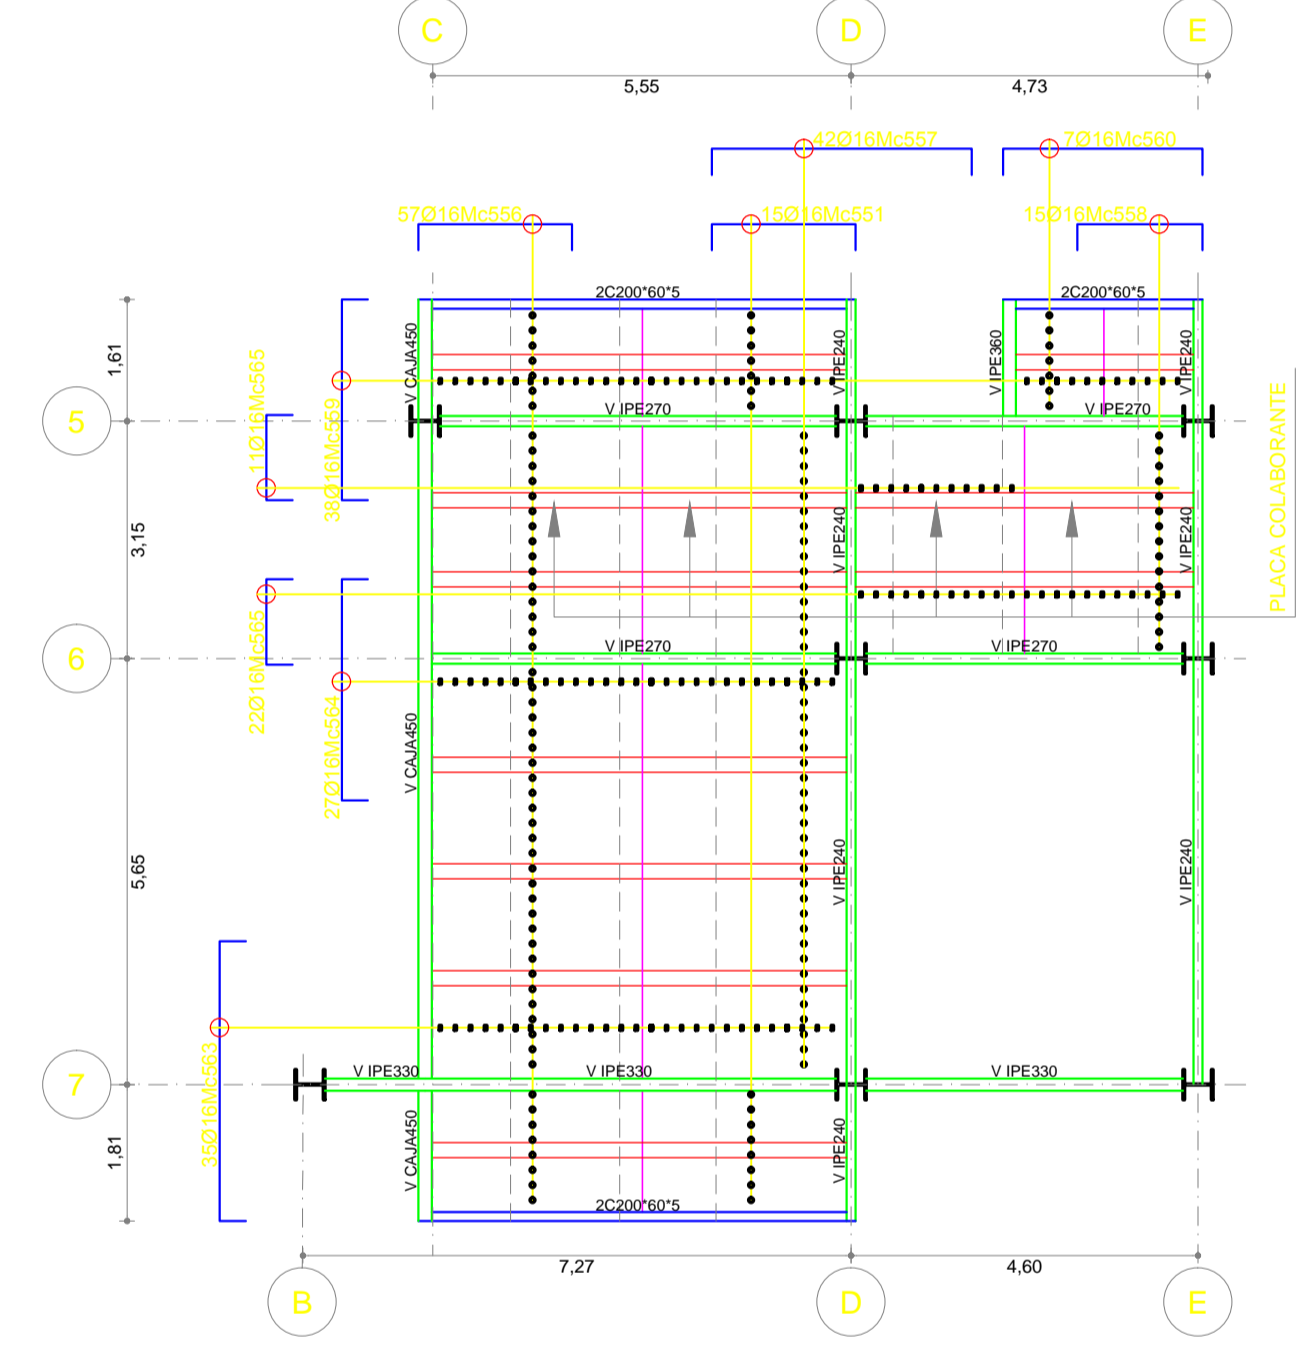 C
D
E
5,55
4,73
42Ø16Mc557
7Ø16Mc560
57Ø16Mc556
15Ø16Mc551
15Ø16Mc558
2C200*60*5
2C200*60*5
V CAJA450
V IPE240
V IPE360
V IPE240
1,61
11Ø16Mc565
38Ø16Mc559
5
V IPE270
V IPE270
PLACA COLABORANTE
3,15
V IPE240
V IPE240
6
V IPE270
V IPE270
22Ø16Mc565
27Ø16Mc564
V CAJA450
5,65
V IPE240
V IPE240
7
V IPE330
V IPE330
V IPE330
35Ø16Mc563
1,81
V CAJA450
V IPE240
2C200*60*5
7,27
4,60
B
D
E